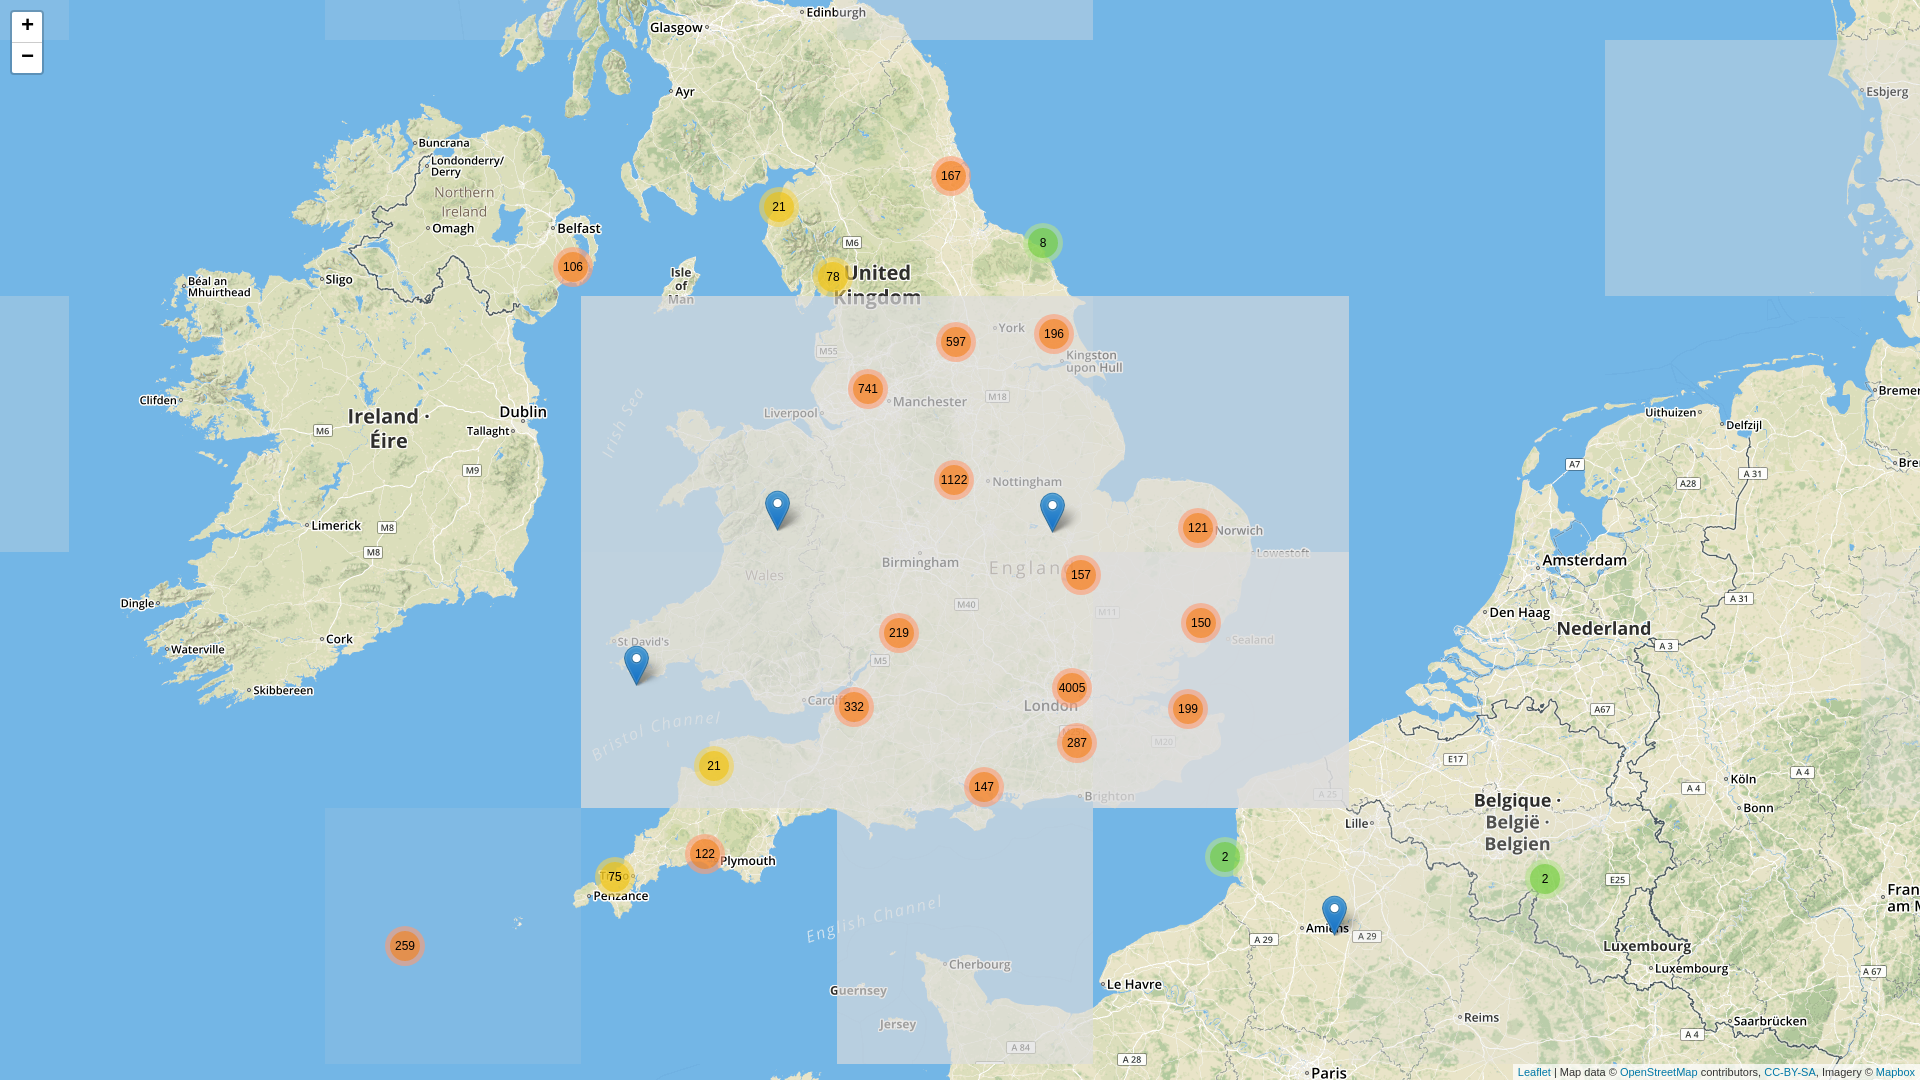 +
−
Edinburgh
Glasgow
Ayr
Esbjerg
Buncrana
Londonderry/
Derry
Northern
Ireland
Omagh
Belfast
167
21
8
M6
106
78
United
Kingdom
Isle
of
Man
Sligo
Béal an
Mhuirthead
597
York
196
Kingston
upon Hull
M55
741
Manchester
M18
Liverpool
Irish Sea
Clifden
Ireland ·
Éire
Dublin
Tallaght
M6
M9
Uithuizen
Delfzijl
A7
A 31
A28
1122
Nottingham
Limerick
M8
M8
121
Norwich
Lowestoft
Birmingham
Wales
157
Amsterdam
Dingle
M40
M11
A 31
Den Haag
150
Nederland
219
Cork
Waterville
St David's
Sealand
A 3
M5
Skibbereen
4005
Cardi
332
London
199
A67
Bristol Channel
287
M20
21
E17
147
Brighton
A 25
Köln
A 4
A 4
Bonn
Belgique ·
België ·
Belgien
Lille
122
Plymouth
2
75
Penzance
2
E25
English Channel
Amiens
A 29
A 29
259
Luxembourg
Luxembourg
A 67
Cherbourg
Le Havre
Guernsey
Jersey
Reims
Saarbrücken
A 4
A 84
A 28
Paris
Leaflet | Map data © OpenStreetMap contributors, CC-BY-SA, Imagery © Mapbox